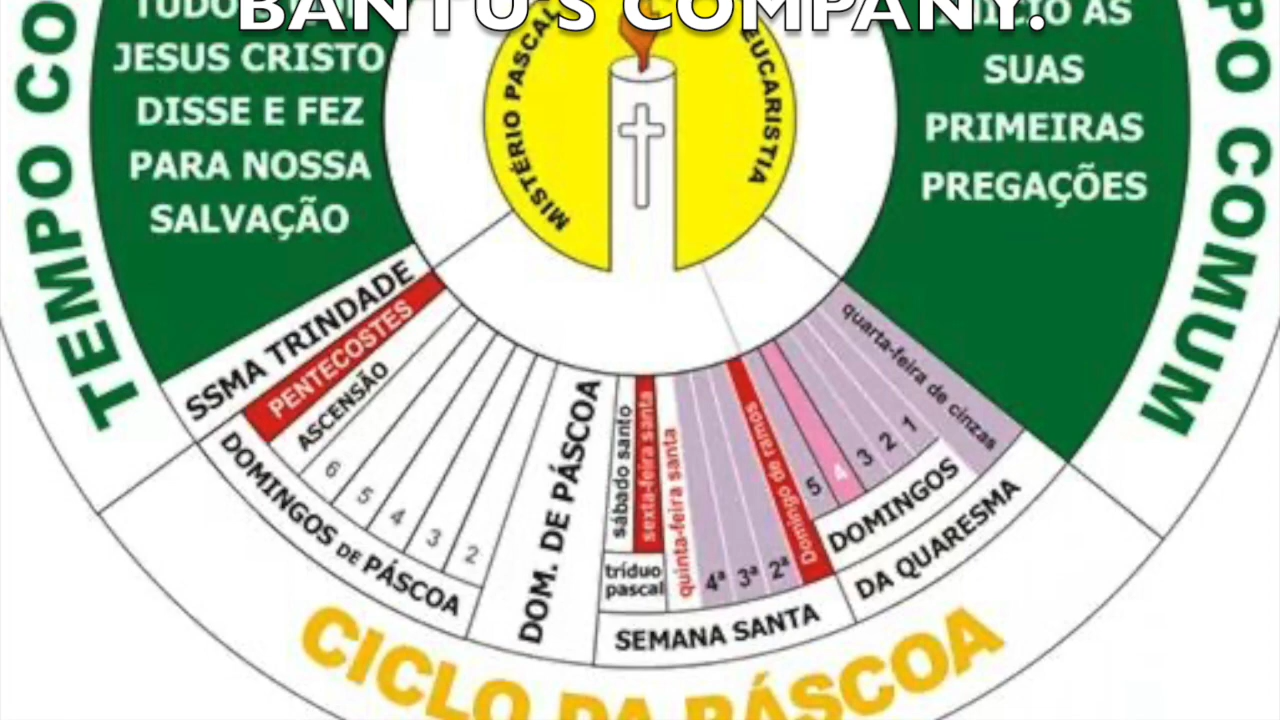 BANTU'S COMPANY.
JESUS CRISTO
DISSE E FEZ
PARA NOSSA
SALVAÇÃO
MISTÉRIO PASCAL
EUCARISTIA
SUAS
PRIMEIRAS
PREGAÇÕES
TEMPO CO
PO COMUM
SSMA TRINDADE
PENTECOSTES
ASCENSÃO
6
5
4
3
2
DOMINGOS DE PÁSCOA
DOM. DE PÁSCOA
sábado santo
sexta-feira santa
tríduo
pascal
quinta-feira santa
4ª
3ª
2ª
Domingo de ramos
SEMANA SANTA
5
4
3
2
1
quarta-feira de cinzas
DOMINGOS
DA QUARESMA
CICLO DA PÁSCOA